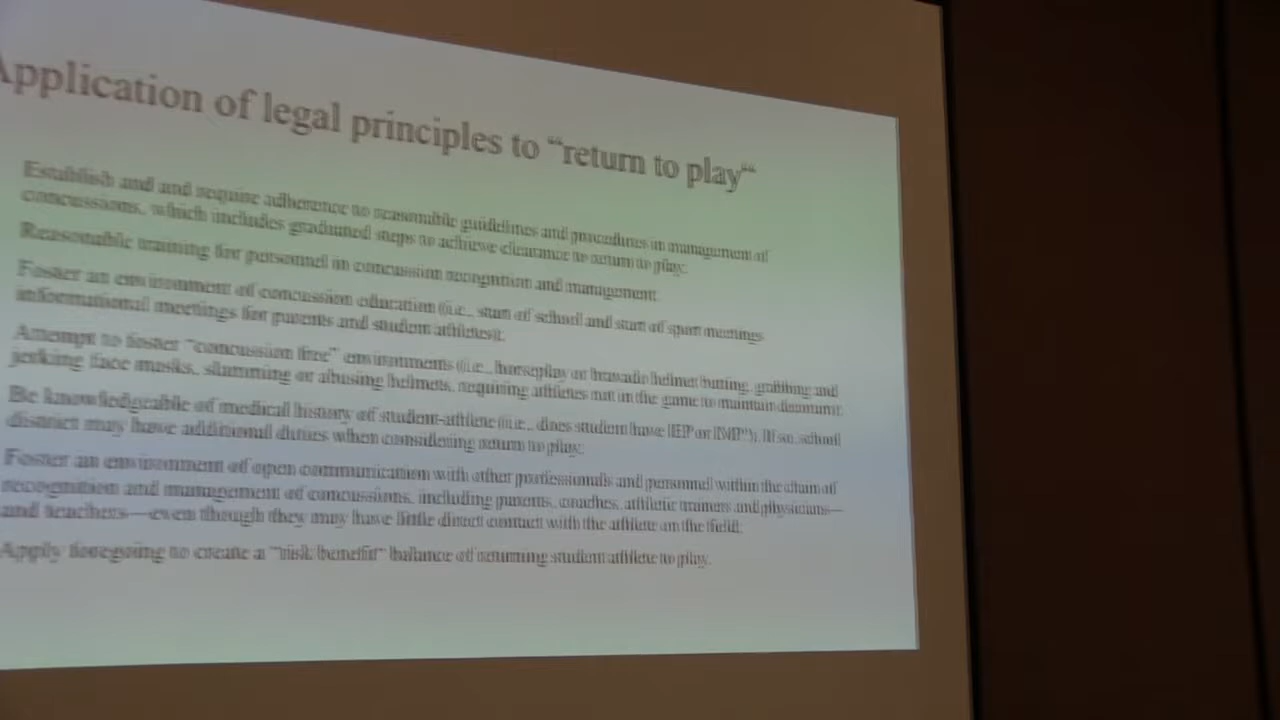 Application of legal principles to “return to play“
Establish and and require adherence to reasonable guidelines and procedures in management of
concussions, which includes graduated steps to achieve clearance to return to play.
Reasonable training for personnel in concussion recognition and management.
Foster an environment of concussion education (i.e., start of school and start of sport meetings
informational meetings for parents and student athletes).
Attempt to foster “concussion free” environments (i.e., horseplay or bravado helmet butting, grabbing and
jerking face masks, slamming or abusing helmets, requiring athletes not in the game to maintain
Be knowledgeable of medical history of student-athlete (i.e., does student have IEP or If so, school
district may have additional duties when considering return to play.
Foster an environment of open communication with other professionals and personnel within the chain of
recognition and management of concussions, including parents, coaches, athletic trainers and physicians—
and teachers—even though they may have little direct contact with the athlete on the field.
Apply foregoing to create a “risk benefit” balance of returning student athlete to play.